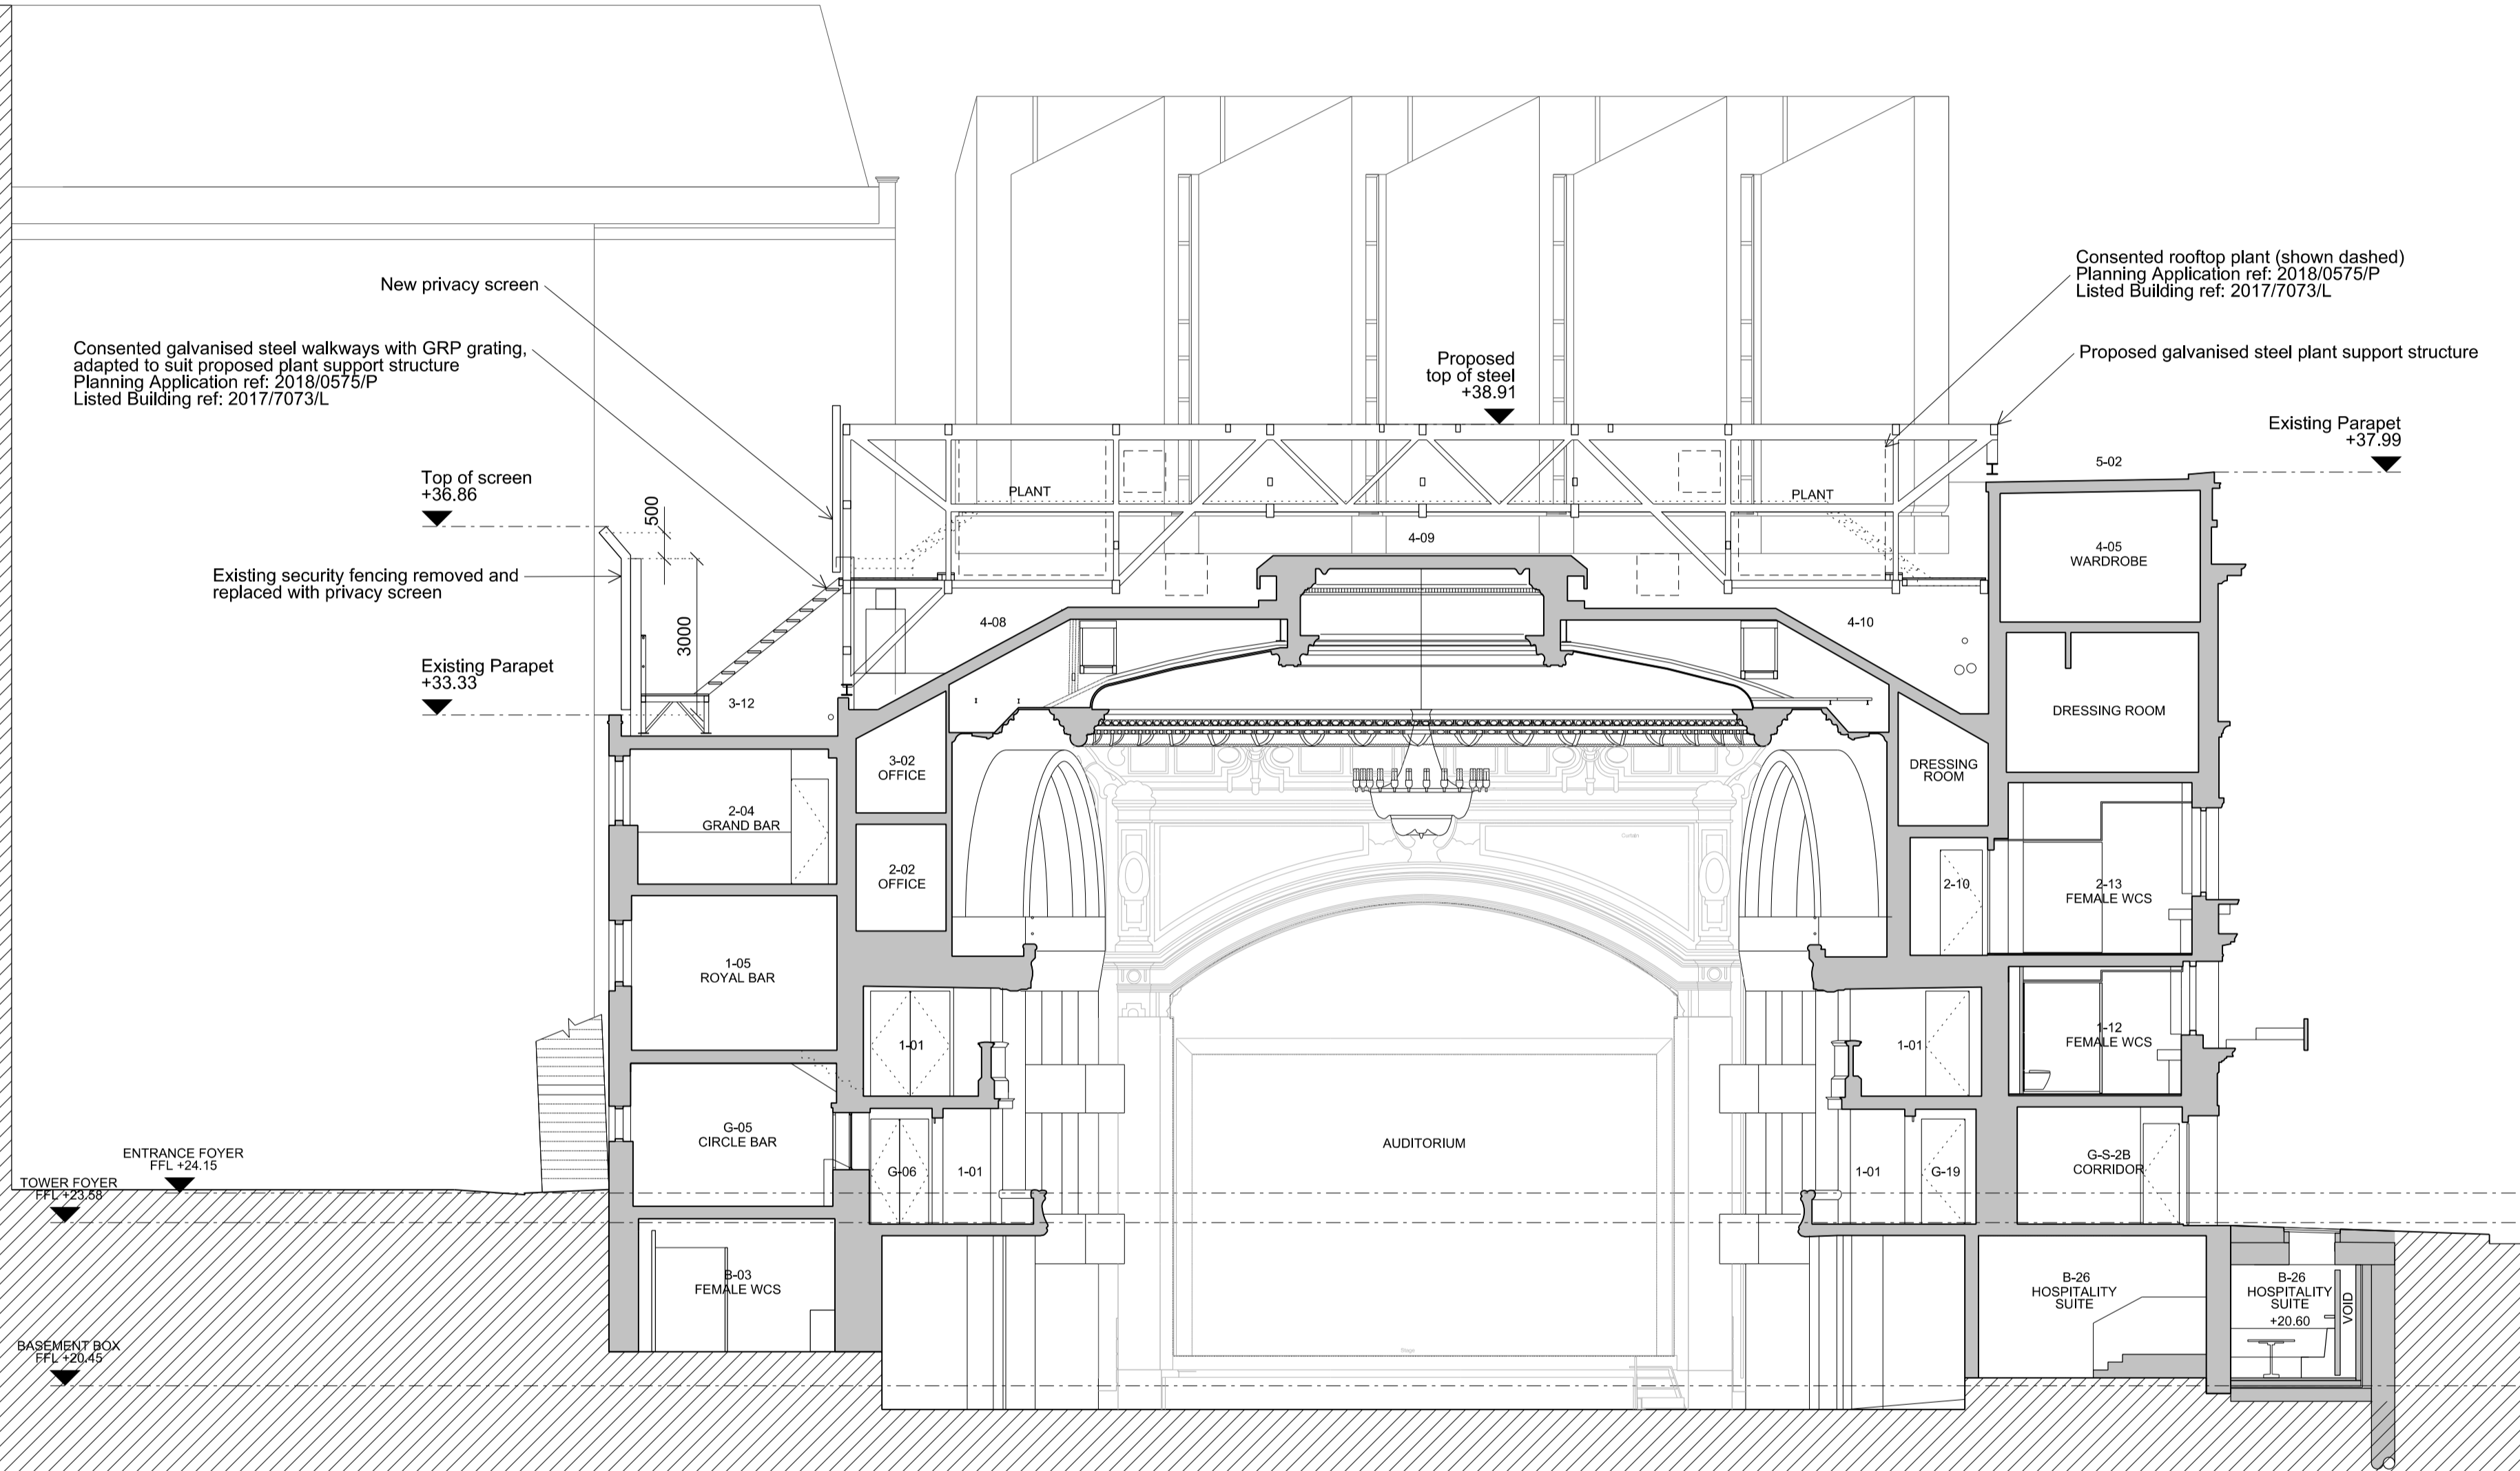 New privacy screen
Consented galvanised steel walkways with GRP grating,
adapted to suit proposed plant support structure
Planning Application ref: 2018/0575/P
Listed Building ref: 2017/7073/L
Consented rooftop plant (shown dashed)
Planning Application ref: 2018/0575/P
Listed Building ref: 2017/7073/L
Proposed galvanised steel plant support structure
Proposed
top of steel
+38.91
Existing Parapet
+37.99
Top of screen
+36.86
500
3000
Existing security fencing removed and
replaced with privacy screen
Existing Parapet
+33.33
PLANT
PLANT
5-02
4-09
4-08
4-10
3-12
4-05
WARDROBE
DRESSING ROOM
DRESSING
ROOM
3-02
OFFICE
2-04
GRAND BAR
2-02
OFFICE
Curtain
2-10
2-13
FEMALE WCS
1-05
ROYAL BAR
1-01
1-01
1-12
FEMALE WCS
G-05
CIRCLE BAR
G-06
1-01
AUDITORIUM
1-01
G-19
G-S-2B
CORRIDOR
ENTRANCE FOYER
FFL +24.15
TOWER FOYER
FFL +23.58
B-03
FEMALE WCS
B-26
HOSPITALITY
SUITE
B-26
HOSPITALITY
SUITE
+20.60
VOID
BASEMENT BOX
FFL +20.45
Stage